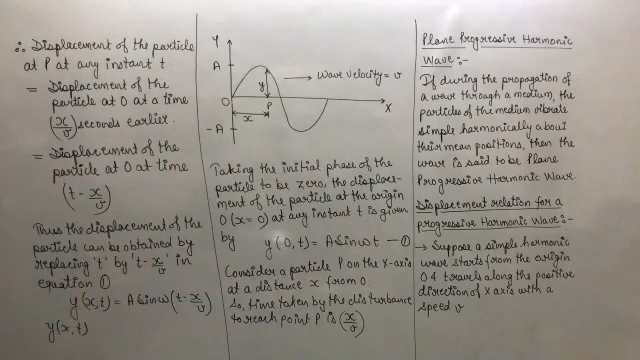 Plane Progressive Harmonic
Wave:-
If during the propagation of
a wave through a medium, the
particles of the medium vibrate
simple harmonically about
their mean positions, then the
wave is said to be Plane
Progressive Harmonic Wave.
Displacement relation for a
progressive Harmonic Wave:-
→ Suppose a simple harmonic
wave starts from the origin
O & travels along the positive
direction of X axis with a
speed v
Y
A
y
→ Wave velocity = v
O
P
X
x
-A
Taking the initial phase of the
particle to be zero, the displace-
ment of the particle at the origin
O (x=0) at any instant t is given
by
y(0,t) = A Sin ωt — ①
Consider a particle P on the X-axis
at a distance x from O
So, time taken by the disturbance
to reach point P is (x/v)
∴ Displacement of the particle
at P at any instant t.
= Displacement of the
particle at O at a time
(x/v) seconds earlier.
= Displacement of the
particle at O at time
(t - x/v)
Thus the displacement of the
particle can be obtained by
replacing 't' by 't - x/v' in
equation ①
y(x,t) = A Sin ω(t - x/v)
y(x,t)